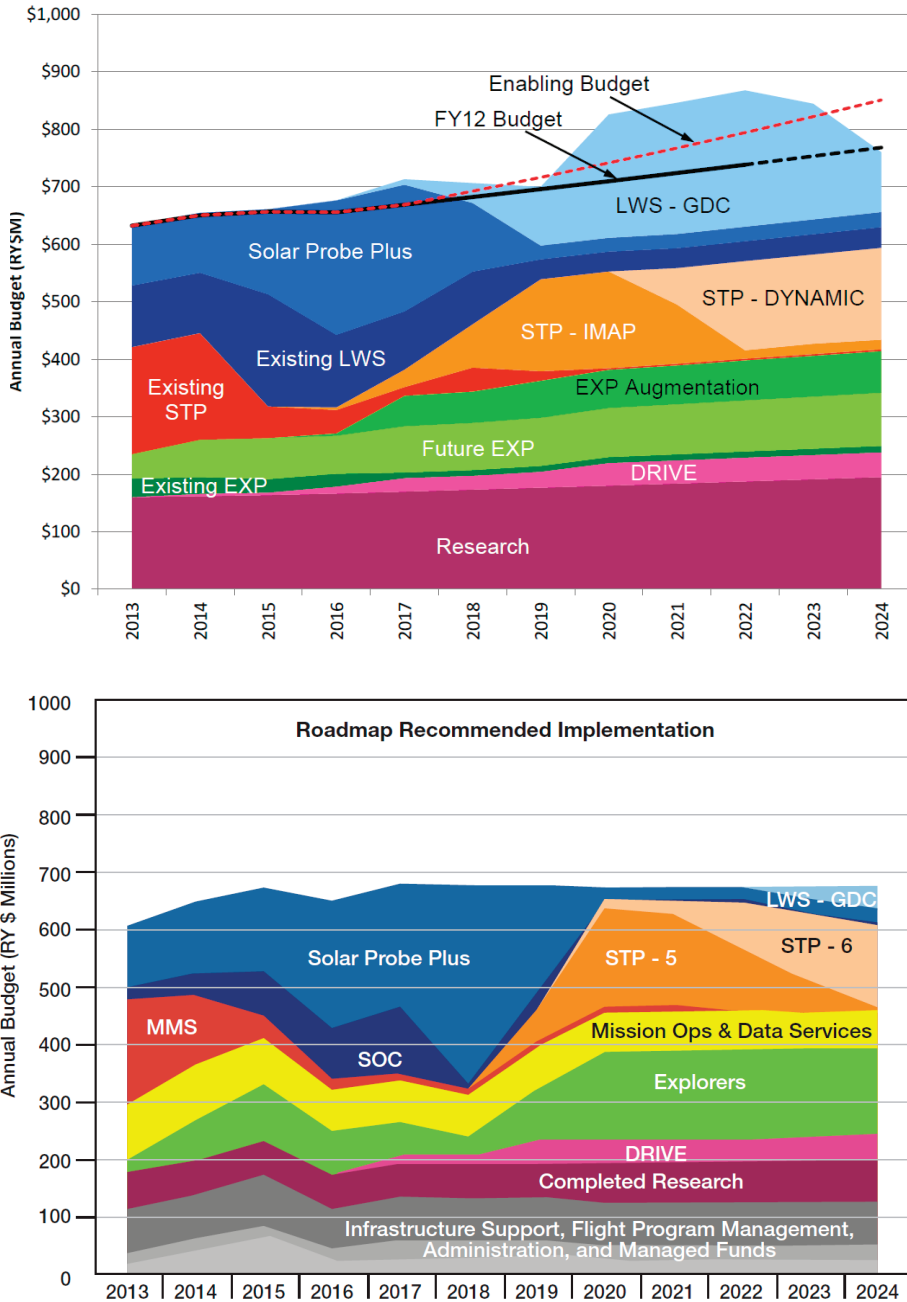 $1,000
$900
$800
$700
$600
$500
$400
$300
$200
$100
$0
Annual Budget (RY$M)
Enabling Budget
FY12 Budget
LWS - GDC
Solar Probe Plus
STP - DYNAMIC
STP - IMAP
Existing LWS
Existing
STP
EXP Augmentation
Future EXP
Existing EXP
DRIVE
Research
2013 2014 2015 2016 2017 2018 2019 2020 2021 2022 2023 2024
Roadmap Recommended Implementation
1000
900
800
700
600
500
400
300
200
100
0
Annual Budget (RY $ Millions)
LWS - GDC
Solar Probe Plus
STP - 5
STP - 6
MMS
SOC
Mission Ops & Data Services
Explorers
DRIVE
Completed Research
Infrastructure Support, Flight Program Management,
Administration, and Managed Funds
2013 2014 2015 2016 2017 2018 2019 2020 2021 2022 2023 2024